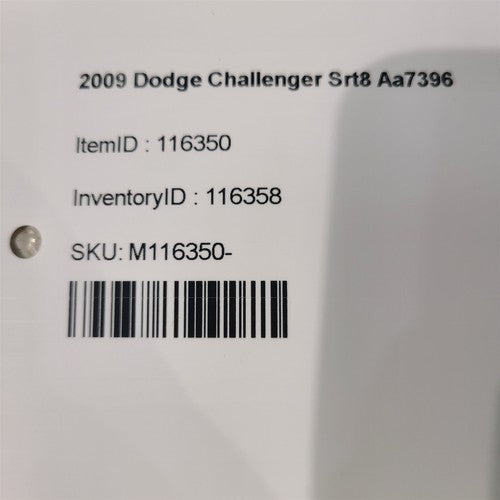 2009 Dodge Challenger Srt8 Aa7396
ItemID : 116350
InventoryID : 116358
SKU: M116350-